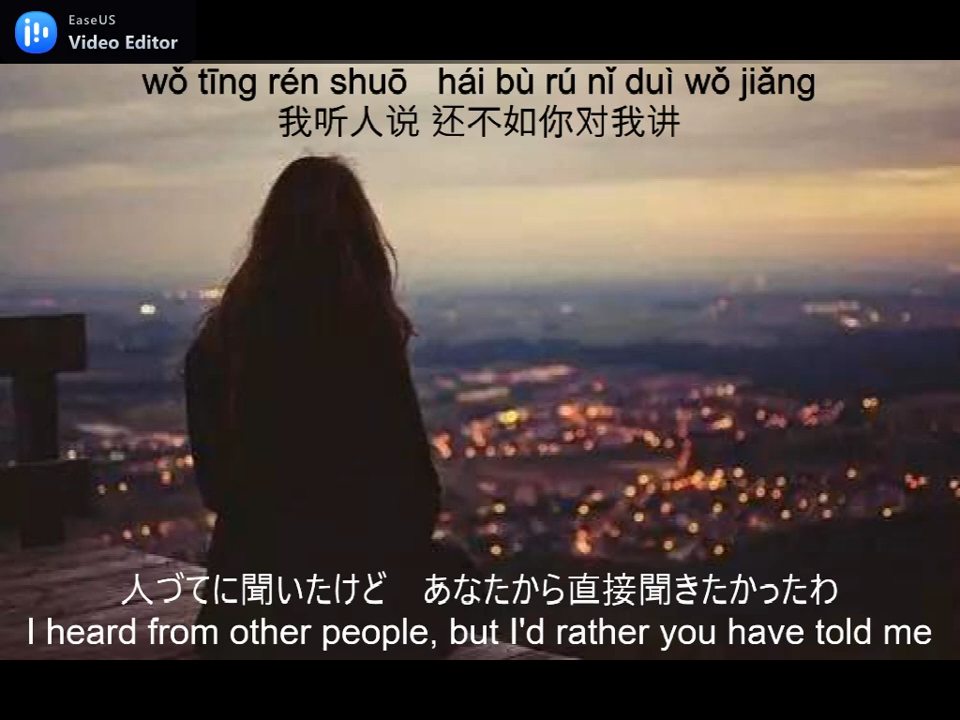 EaseUS
Video Editor
wǒ tīng rén shuō hái bù rú nǐ duì wǒ jiǎng
我听人说 还不如你对我讲
人づてに聞いたけど あなたから直接聞きたかったわ
I heard from other people, but I'd rather you have told me